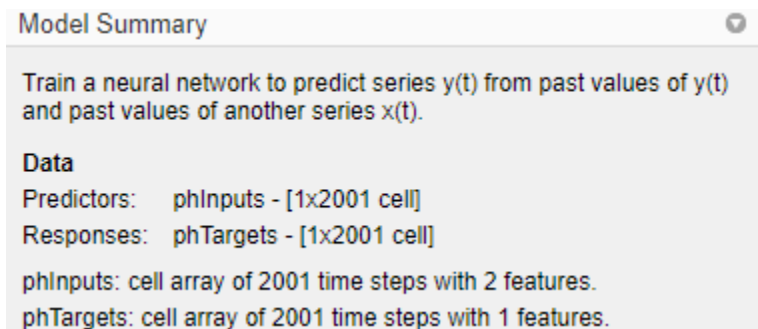 Model Summary
Train a neural network to predict series y(t) from past values of y(t)
and past values of another series x(t).
Data
Predictors: phInputs - [1x2001 cell]
Responses: phTargets - [1x2001 cell]
phInputs: cell array of 2001 time steps with 2 features.
phTargets: cell array of 2001 time steps with 1 features.